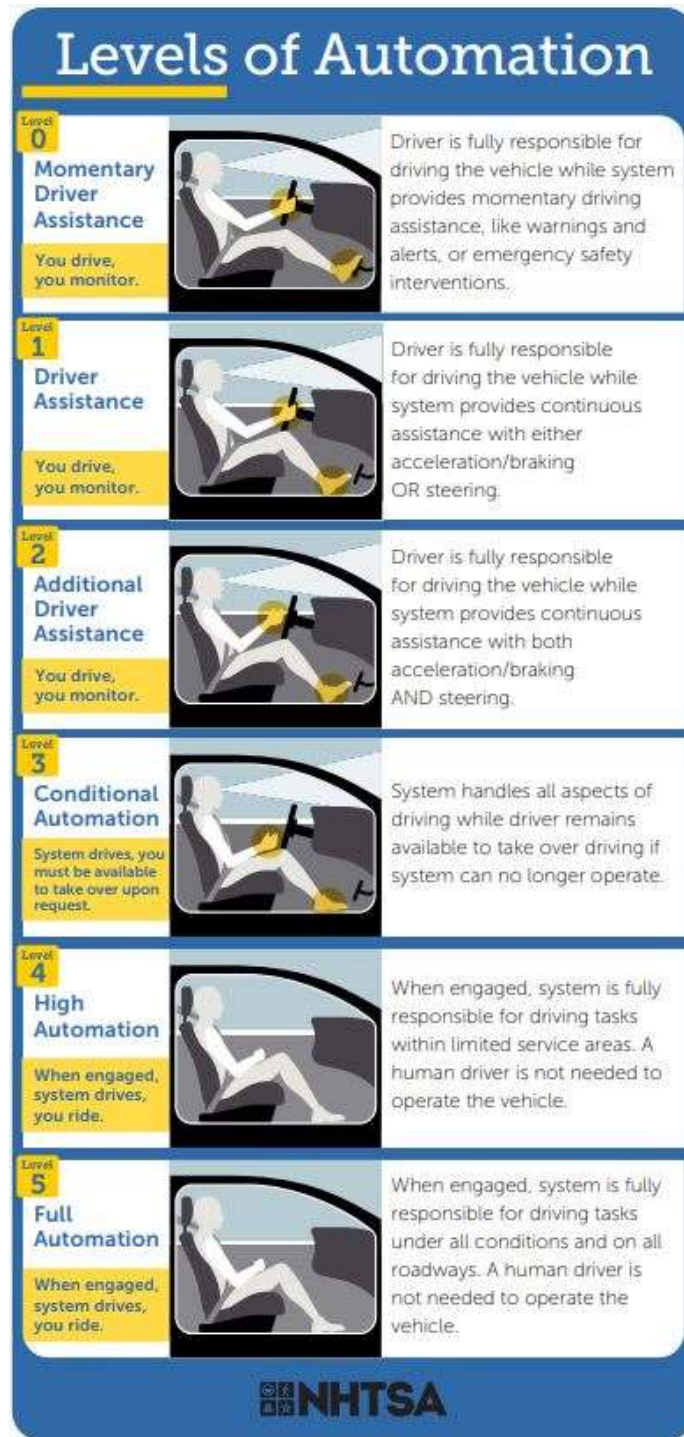 Levels of Automation
Level
0
Momentary
Driver
Assistance
You drive,
you monitor.
Driver is fully responsible for
driving the vehicle while system
provides momentary driving
assistance, like warnings and
alerts, or emergency safety
interventions.
Level
1
Driver
Assistance
You drive,
you monitor.
Driver is fully responsible
for driving the vehicle while
system provides continuous
assistance with either
acceleration/braking
OR steering.
Level
2
Additional
Driver
Assistance
You drive,
you monitor.
Driver is fully responsible
for driving the vehicle while
system provides continuous
assistance with both
acceleration/braking
AND steering.
Level
3
Conditional
Automation
System drives, you
must be available
to take over upon
request.
System handles all aspects of
driving while driver remains
available to take over driving if
system can no longer operate.
Level
4
High
Automation
When engaged,
system drives,
you ride.
When engaged, system is fully
responsible for driving tasks
within limited service areas. A
human driver is not needed to
operate the vehicle.
Level
5
Full
Automation
When engaged,
system drives,
you ride.
When engaged, system is fully
responsible for driving tasks
under all conditions and on all
roadways. A human driver is
not needed to operate the
vehicle.
NHTSA